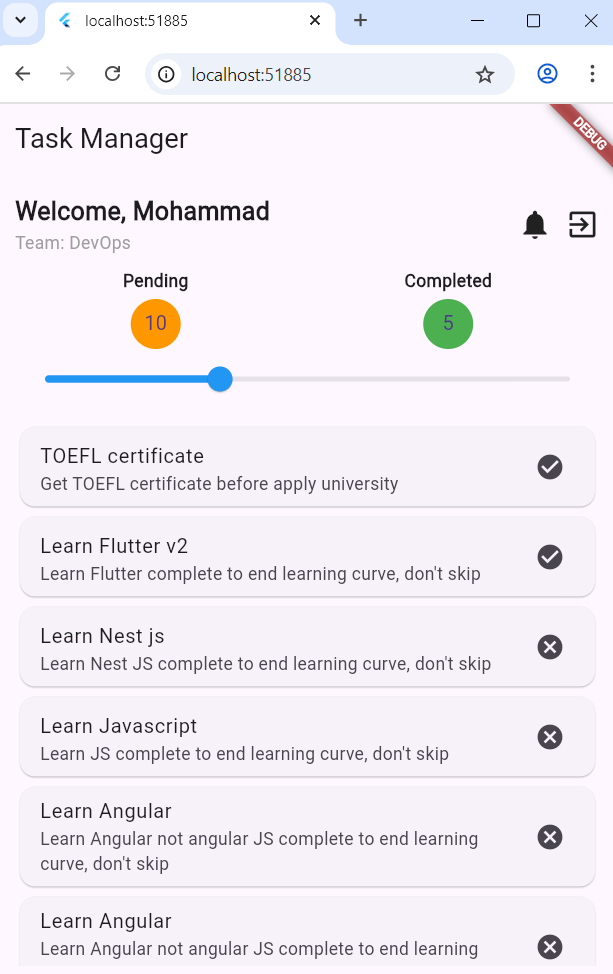 localhost:51885
localhost:51885
Task Manager
DEBUG
Welcome, Mohammad
Team: DevOps
Pending
Completed
10
5
TOEFL certificate
Get TOEFL certificate before apply university
Learn Flutter v2
Learn Flutter complete to end learning curve, don't skip
Learn Nest js
Learn Nest JS complete to end learning curve, don't skip
Learn Javascript
Learn JS complete to end learning curve, don't skip
Learn Angular
Learn Angular not angular JS complete to end learning
curve, don't skip
Learn Angular
Learn Angular not angular JS complete to end learning